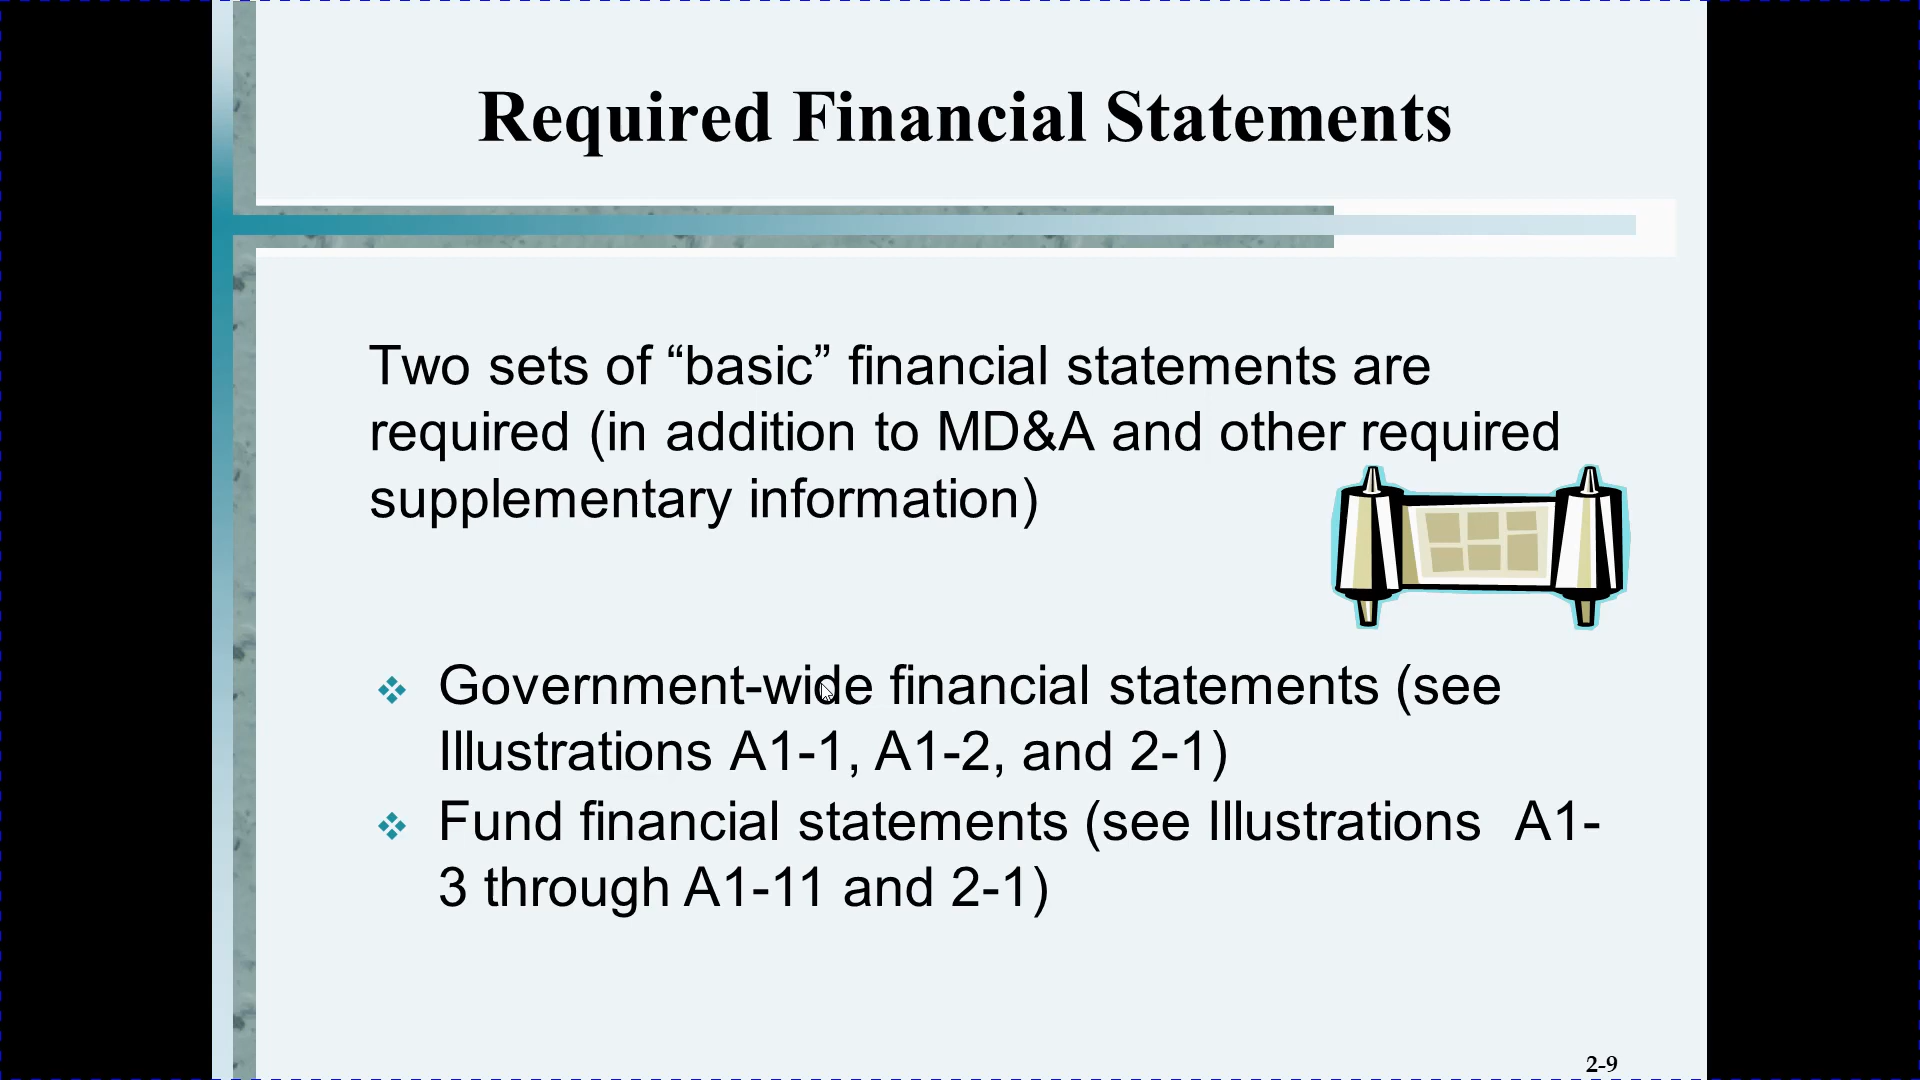 Required Financial Statements
Two sets of “basic” financial statements are
required (in addition to MD&A and other required
supplementary information)
Government-wide financial statements (see
Illustrations A1-1, A1-2, and 2-1)
Fund financial statements (see Illustrations  A1-
3 through A1-11 and 2-1)
2-9